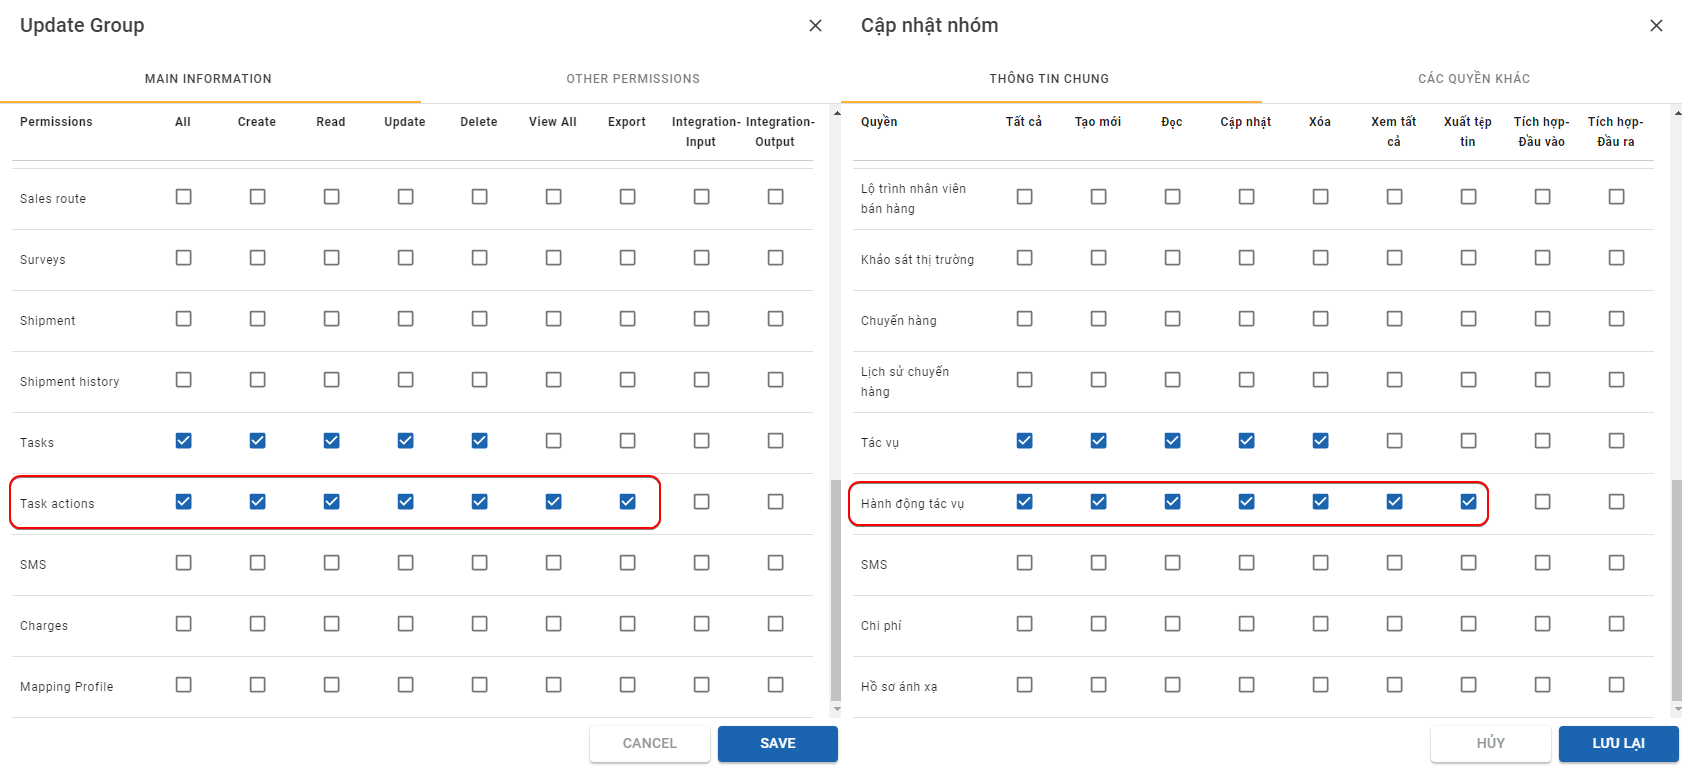 Update Group
MAIN INFORMATION OTHER PERMISSIONS
Permissions All Create Read Update Delete View All Export Integration- Integration-
Input Output
Sales route
Surveys
Shipment
Shipment history
Tasks
Task actions
SMS
Charges
Mapping Profile
CANCEL SAVE
Cập nhật nhóm
THÔNG TIN CHUNG CÁC QUYỀN KHÁC
Quyền Tất cả Tạo mới Đọc Cập nhật Xóa Xem tất Xuất tệp Tích hợp- Tích hợp-
cả tin Đầu vào Đầu ra
Lộ trình nhân viên
bán hàng
Khảo sát thị trường
Chuyến hàng
Lịch sử chuyến
hàng
Tác vụ
Hành động tác vụ
SMS
Chi phí
Hồ sơ ánh xạ
HỦY LƯU LẠI